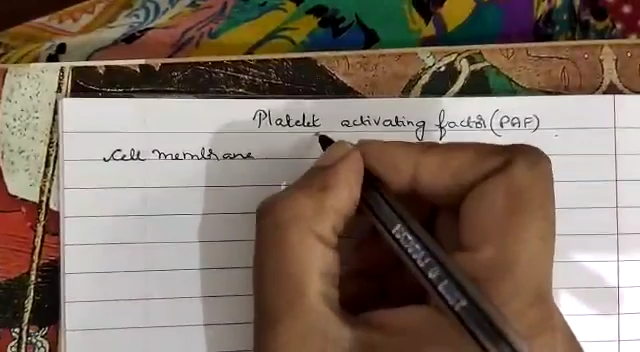 Platelet activating factor (PAF)
Cell membrane